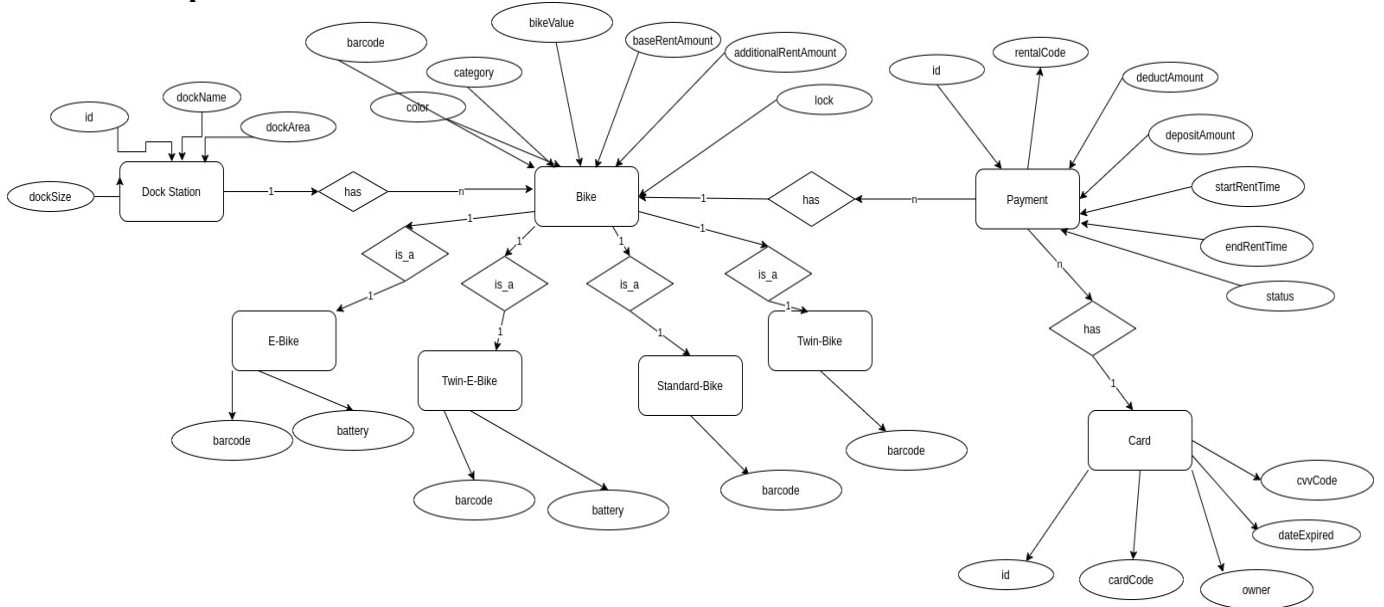 bikeValue
barcode
baseRentAmount
additionalRentAmount
rentalCode
category
id
deductAmount
dockName
color
lock
id
dockArea
depositAmount
dockSize
Dock Station
1
has
n
Bike
1
has
n
Payment
startRentTime
endRentTime
status
1
is_a
1
is_a
1
is_a
1
is_a
n
has
1
1
1
1
1
E-Bike
Twin-E-Bike
Standard-Bike
Twin-Bike
Card
barcode
battery
barcode
battery
barcode
barcode
cvvCode
dateExpired
id
cardCode
owner